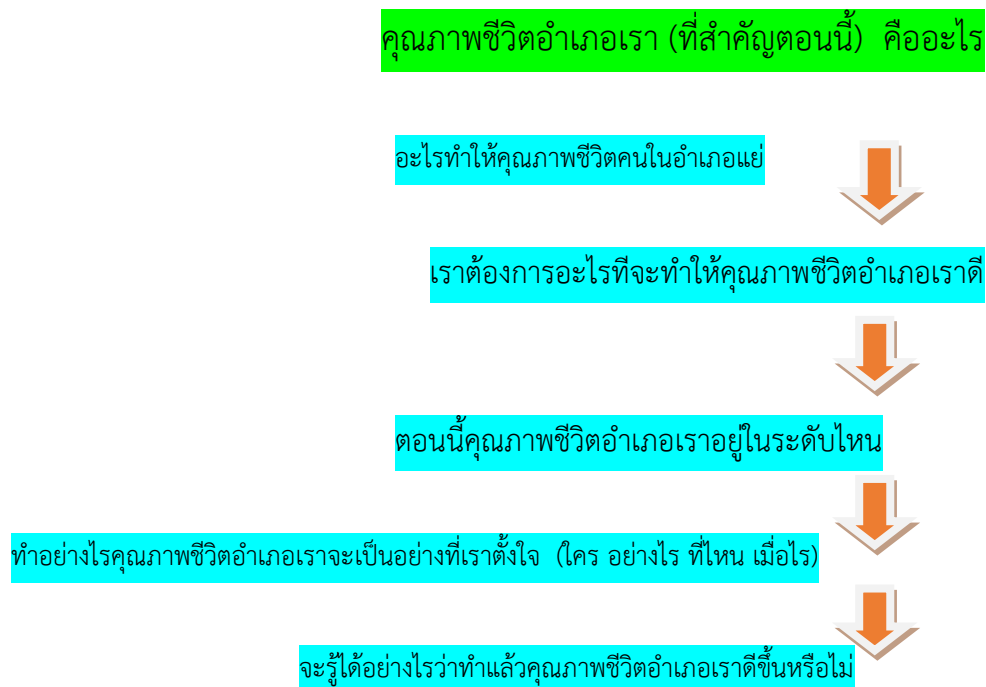 คุณภาพชีวิตอำเภอเรา (ที่สำคัญตอนนี้) คืออะไร
อะไรทำให้คุณภาพชีวิตคนในอำเภอแย่
เราต้องการอะไรทีจะทำให้คุณภาพชีวิตอำเภอเราดี
ตอนนี้คุณภาพชีวิตอำเภอเราอยู่ในระดับไหน
ทำอย่างไรคุณภาพชีวิตอำเภอเราจะเป็นอย่างที่เราตั้งใจ (ใคร อย่างไร ที่ไหน เมื่อไร)
จะรู้ได้อย่างไรว่าทำแล้วคุณภาพชีวิตอำเภอเราดีขึ้นหรือไม่